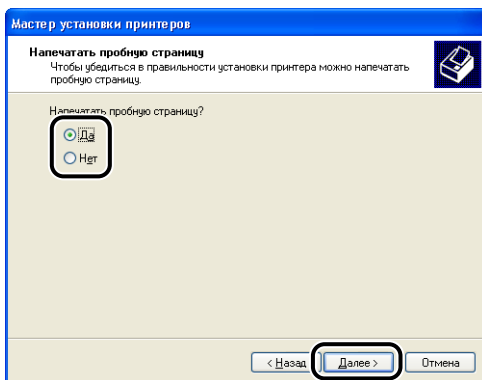 Мастер установки принтеров
Напечатать пробную страницу
Чтобы убедиться в правильности установки принтера можно напечатать
пробную страницу.
Напечатать пробную страницу?
Да
Нет
< Назад
Далее >
Отмена